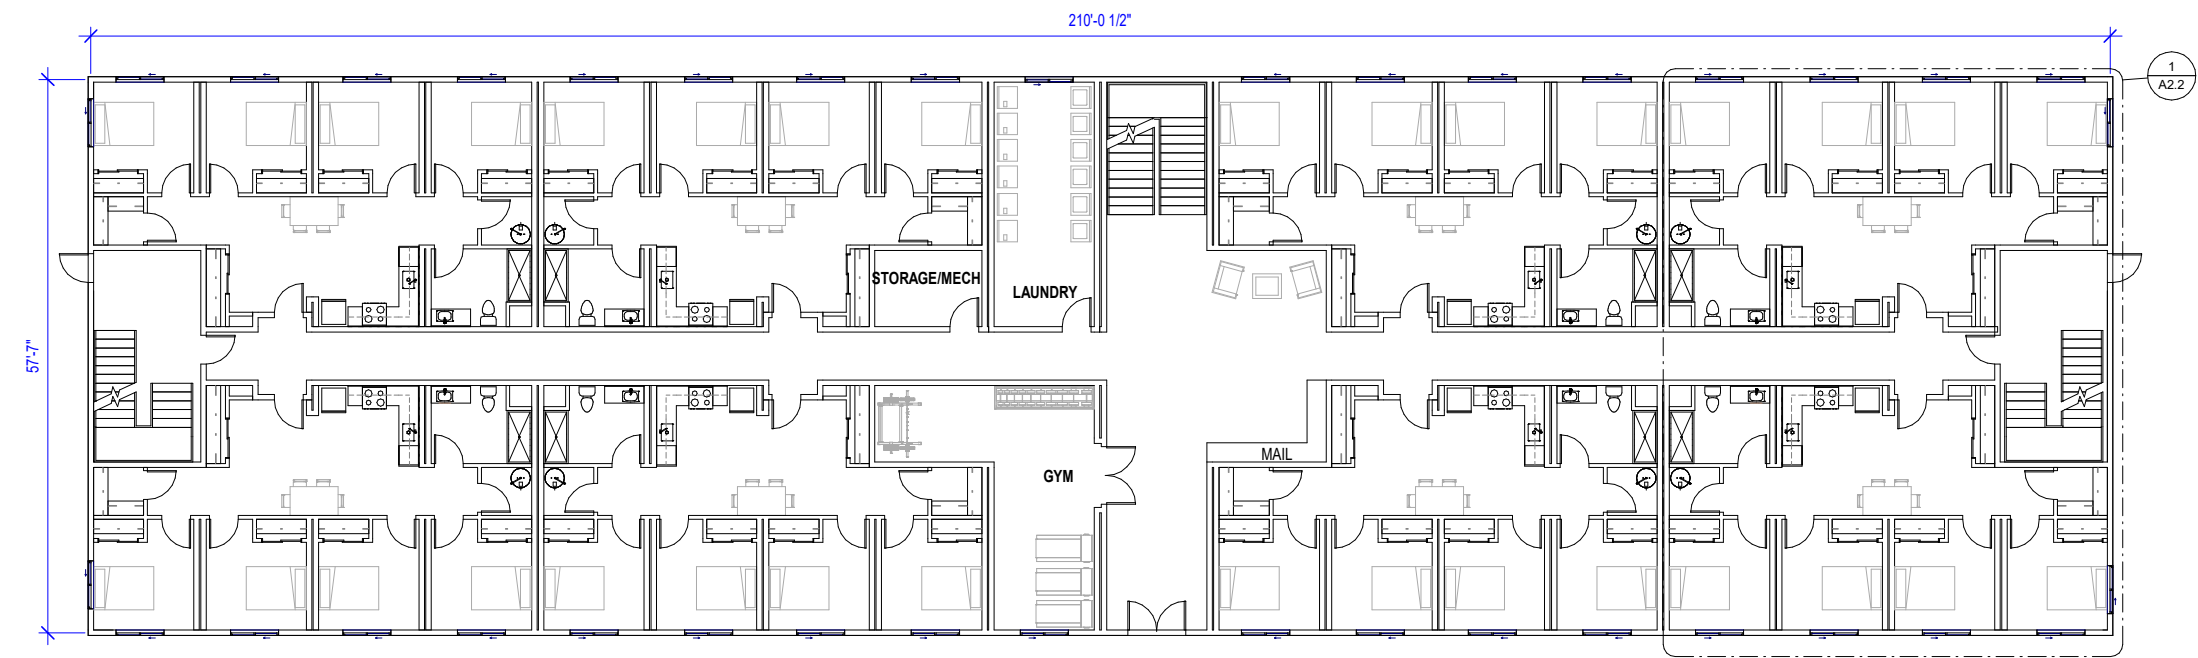 210'-0 1/2"
1
A2.2
57'-7"
STORAGE/MECH
LAUNDRY
MAIL
GYM